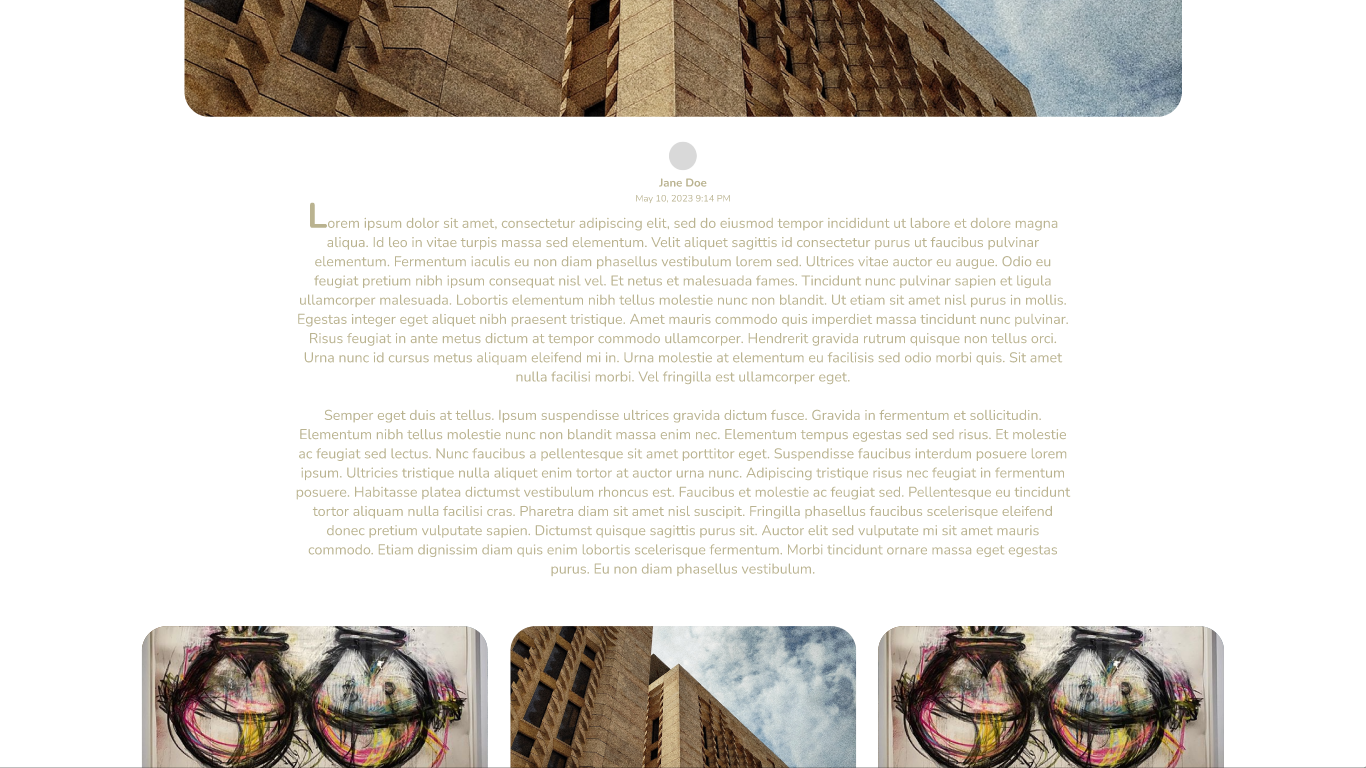 Jane Doe
May 10, 2023 9:14 PM
Lorem ipsum dolor sit amet, consectetur adipiscing elit, sed do eiusmod tempor incididunt ut labore et dolore magna
aliqua. Id leo in vitae turpis massa sed elementum. Velit aliquet sagittis id consectetur purus ut faucibus pulvinar
elementum. Fermentum iaculis eu non diam phasellus vestibulum lorem sed. Ultrices vitae auctor eu augue. Odio eu
feugiat pretium nibh ipsum consequat nisl vel. Et netus et malesuada fames. Tincidunt nunc pulvinar sapien et ligula
ullamcorper malesuada. Lobortis elementum nibh tellus molestie nunc non blandit. Ut etiam sit amet nisl purus in mollis.
Egestas integer eget aliquet nibh praesent tristique. Amet mauris commodo quis imperdiet massa tincidunt nunc pulvinar.
Risus feugiat in ante metus dictum at tempor commodo ullamcorper. Hendrerit gravida rutrum quisque non tellus orci.
Urna nunc id cursus metus aliquam eleifend mi in. Urna molestie at elementum eu facilisis sed odio morbi quis. Sit amet
nulla facilisi morbi. Vel fringilla est ullamcorper eget.
Semper eget duis at tellus. Ipsum suspendisse ultrices gravida dictum fusce. Gravida in fermentum et sollicitudin.
Elementum nibh tellus molestie nunc non blandit massa enim nec. Elementum tempus egestas sed sed risus. Et molestie
ac feugiat sed lectus. Nunc faucibus a pellentesque sit amet porttitor eget. Suspendisse faucibus interdum posuere lorem
ipsum. Ultricies tristique nulla aliquet enim tortor at auctor urna nunc. Adipiscing tristique risus nec feugiat in fermentum
posuere. Habitasse platea dictumst vestibulum rhoncus est. Faucibus et molestie ac feugiat sed. Pellentesque eu tincidunt
tortor aliquam nulla facilisi cras. Pharetra diam sit amet nisl suscipit. Fringilla phasellus faucibus scelerisque eleifend
donec pretium vulputate sapien. Dictumst quisque sagittis purus sit. Auctor elit sed vulputate mi sit amet mauris
commodo. Etiam dignissim diam quis enim lobortis scelerisque fermentum. Morbi tincidunt ornare massa eget egestas
purus. Eu non diam phasellus vestibulum.